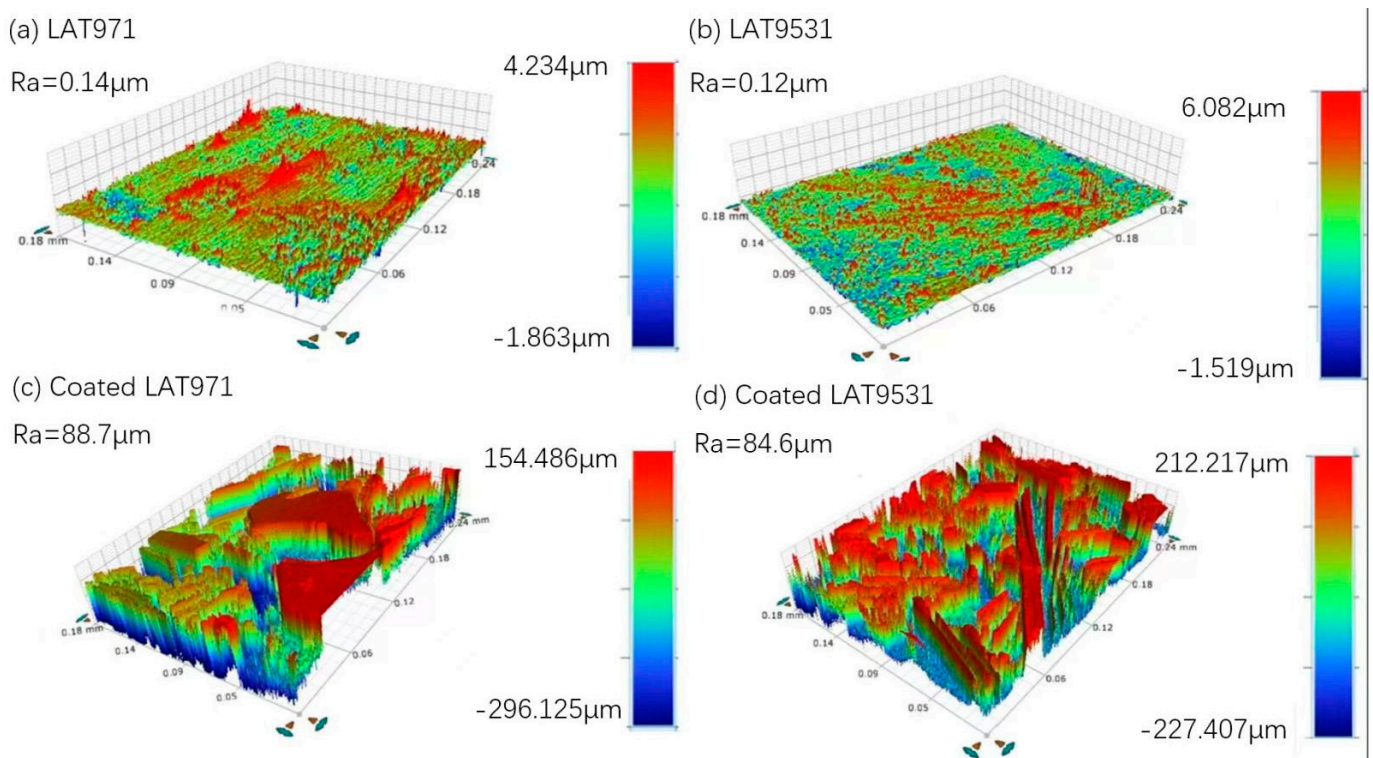 (a) LAT971
Ra=0.14μm
4.234μm
-1.863μm
0.18 mm
0.14
0.09
0.05
0.06
0.12
0.18
0.24
(b) LAT9531
Ra=0.12μm
6.082μm
-1.519μm
0.18 mm
0.14
0.09
0.05
0.06
0.12
0.18
0.24
(c) Coated LAT971
Ra=88.7μm
154.486μm
-296.125μm
0.18 mm
0.14
0.09
0.05
0.06
0.12
0.18
0.24 mm
(d) Coated LAT9531
Ra=84.6μm
212.217μm
-227.407μm
0.18 mm
0.14
0.09
0.05
0.06
0.12
0.18
0.24 mm